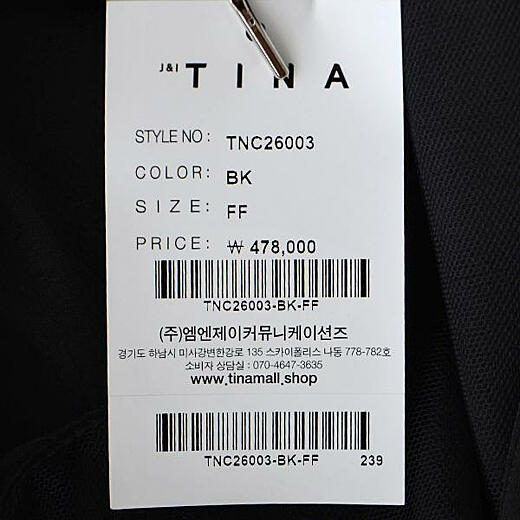 J&I TINA
STYLE NO : TNC26003
COLOR : BK
SIZE : FF
PRICE : ₩ 478,000
TNC26003-BK-FF
(주)엠엔제이커뮤니케이션즈
경기도 하남시 미사강변한강로 135 스카이폴리스 나동 778-782호
소비자 상담실 : 070-4647-3635
www.tinamall.shop
TNC26003-BK-FF 239